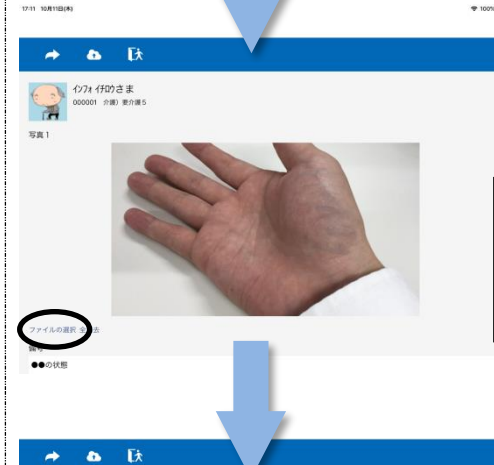 17:11 10月11日(木)
100%
インフォ イチロウさま
000001 介護）要介護５
写真１
ファイルの選択 全 去
備考
●●の状態